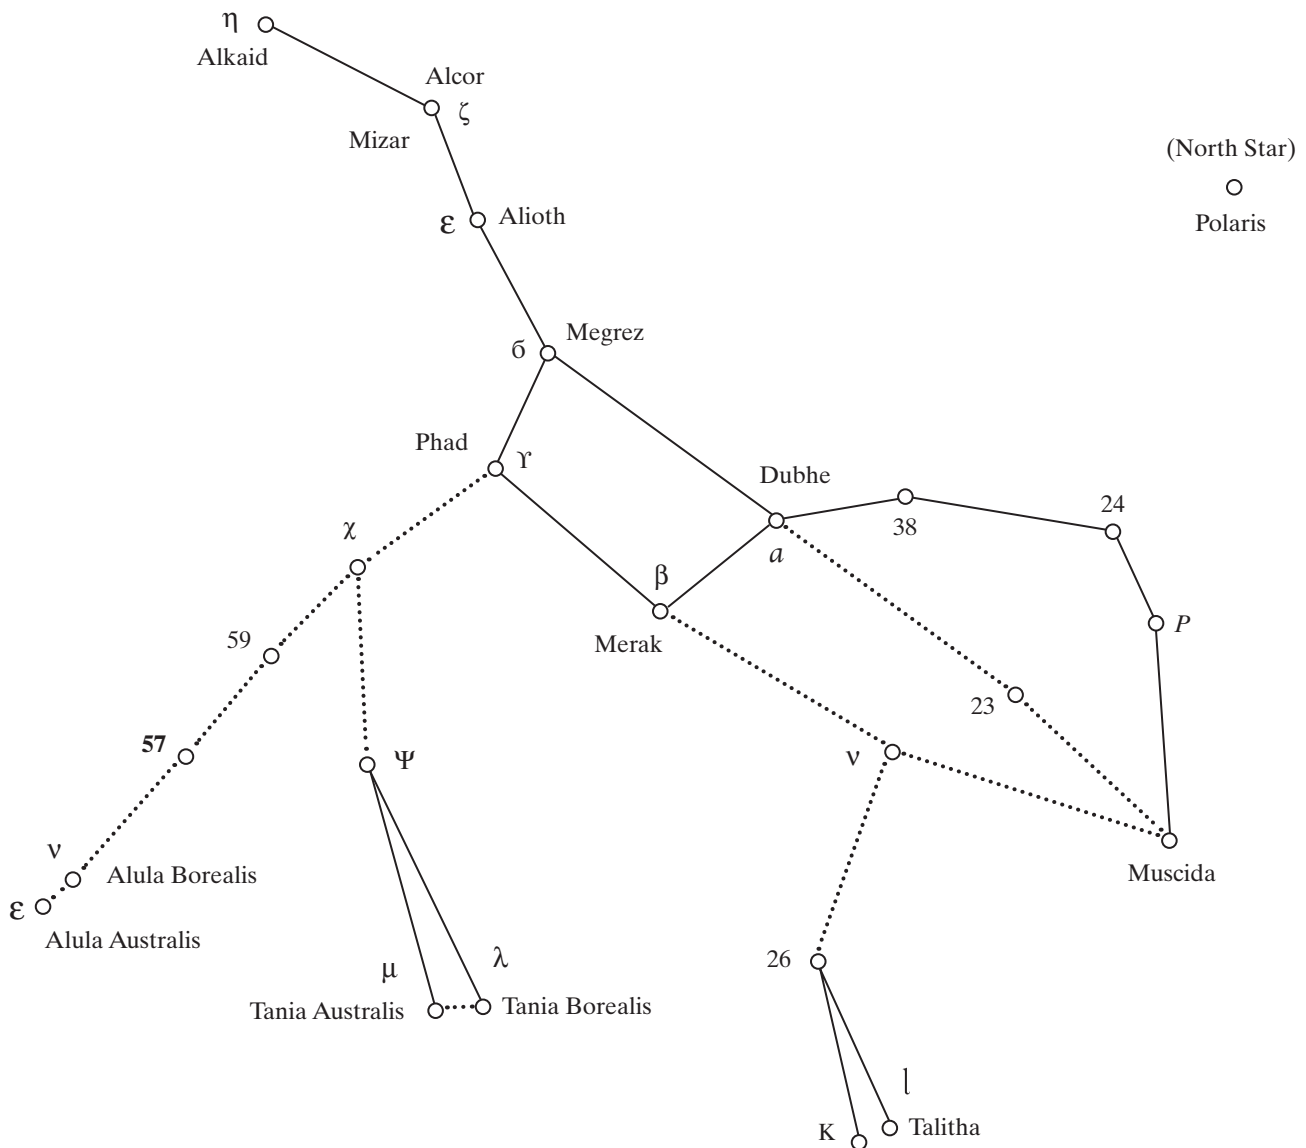 η
Alkaid
Alcor
ζ
Mizar
(North Star)
Polaris
ε Alioth
Megrez
б
Phad
ϒ
Dubhe
24
38
a
χ
β
P
59
Merak
23
57
ν
Ψ
ν
Alula Borealis
Muscida
ε
Alula Australis
λ
26
μ
Tania Australis
Tania Borealis
l
K
Talitha